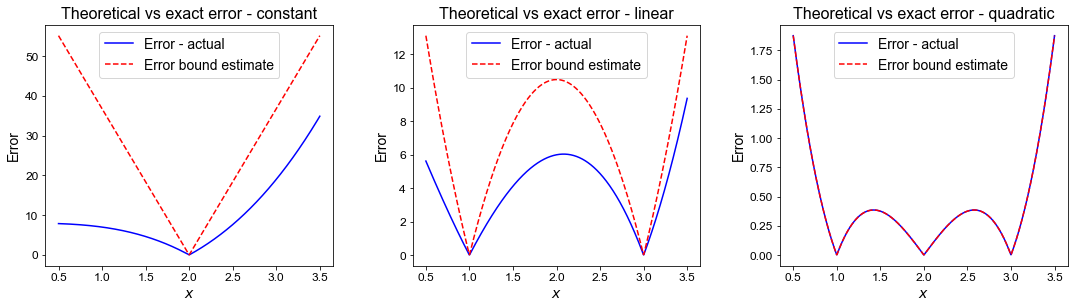 Theoretical vs exact error - constant
Error - actual
Error bound estimate
Error
50
40
30
20
10
0
0.5 1.0 1.5 2.0 2.5 3.0 3.5
x
Theoretical vs exact error - linear
Error - actual
Error bound estimate
Error
12
10
8
6
4
2
0
0.5 1.0 1.5 2.0 2.5 3.0 3.5
x
Theoretical vs exact error - quadratic
Error - actual
Error bound estimate
Error
1.75
1.50
1.25
1.00
0.75
0.50
0.25
0.00
0.5 1.0 1.5 2.0 2.5 3.0 3.5
x